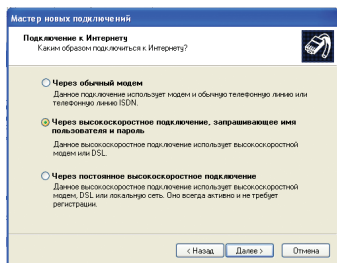 Мастер новых подключений
Подключение к Интернету
Каким образом подключиться к Интернету?
Через обычный модем
Данное подключение использует модем и обычную телефонную линию или
телефонную линию ISDN.
Через высокоскоростное подключение, запрашивающее имя
пользователя и пароль
Данное высокоскоростное подключение использует высокоскоростной
модем или DSL.
Через постоянное высокоскоростное подключение
Данное высокоскоростное подключение использует высокоскоростной
модем, DSL или локальную сеть. Оно всегда активно и не требует
регистрации.
< Назад Далее > Отмена